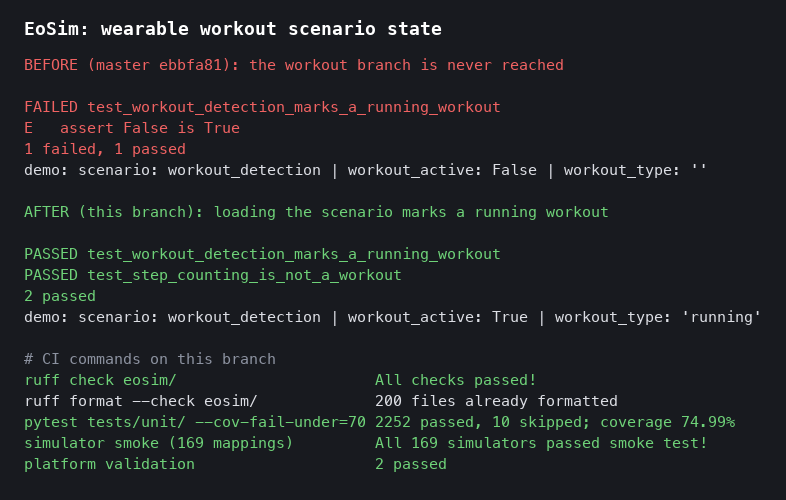 EoSim: wearable workout scenario state
BEFORE (master ebbfa81): the workout branch is never reached
FAILED test_workout_detection_marks_a_running_workout
E   assert False is True
1 failed, 1 passed
demo: scenario: workout_detection | workout_active: False | workout_type: ''
AFTER (this branch): loading the scenario marks a running workout
PASSED test_workout_detection_marks_a_running_workout
PASSED test_step_counting_is_not_a_workout
2 passed
demo: scenario: workout_detection | workout_active: True | workout_type: 'running'
# CI commands on this branch
ruff check eosim/                      All checks passed!
ruff format --check eosim/             200 files already formatted
pytest tests/unit/ --cov-fail-under=70 2252 passed, 10 skipped; coverage 74.99%
simulator smoke (169 mappings)         All 169 simulators passed smoke test!
platform validation                    2 passed